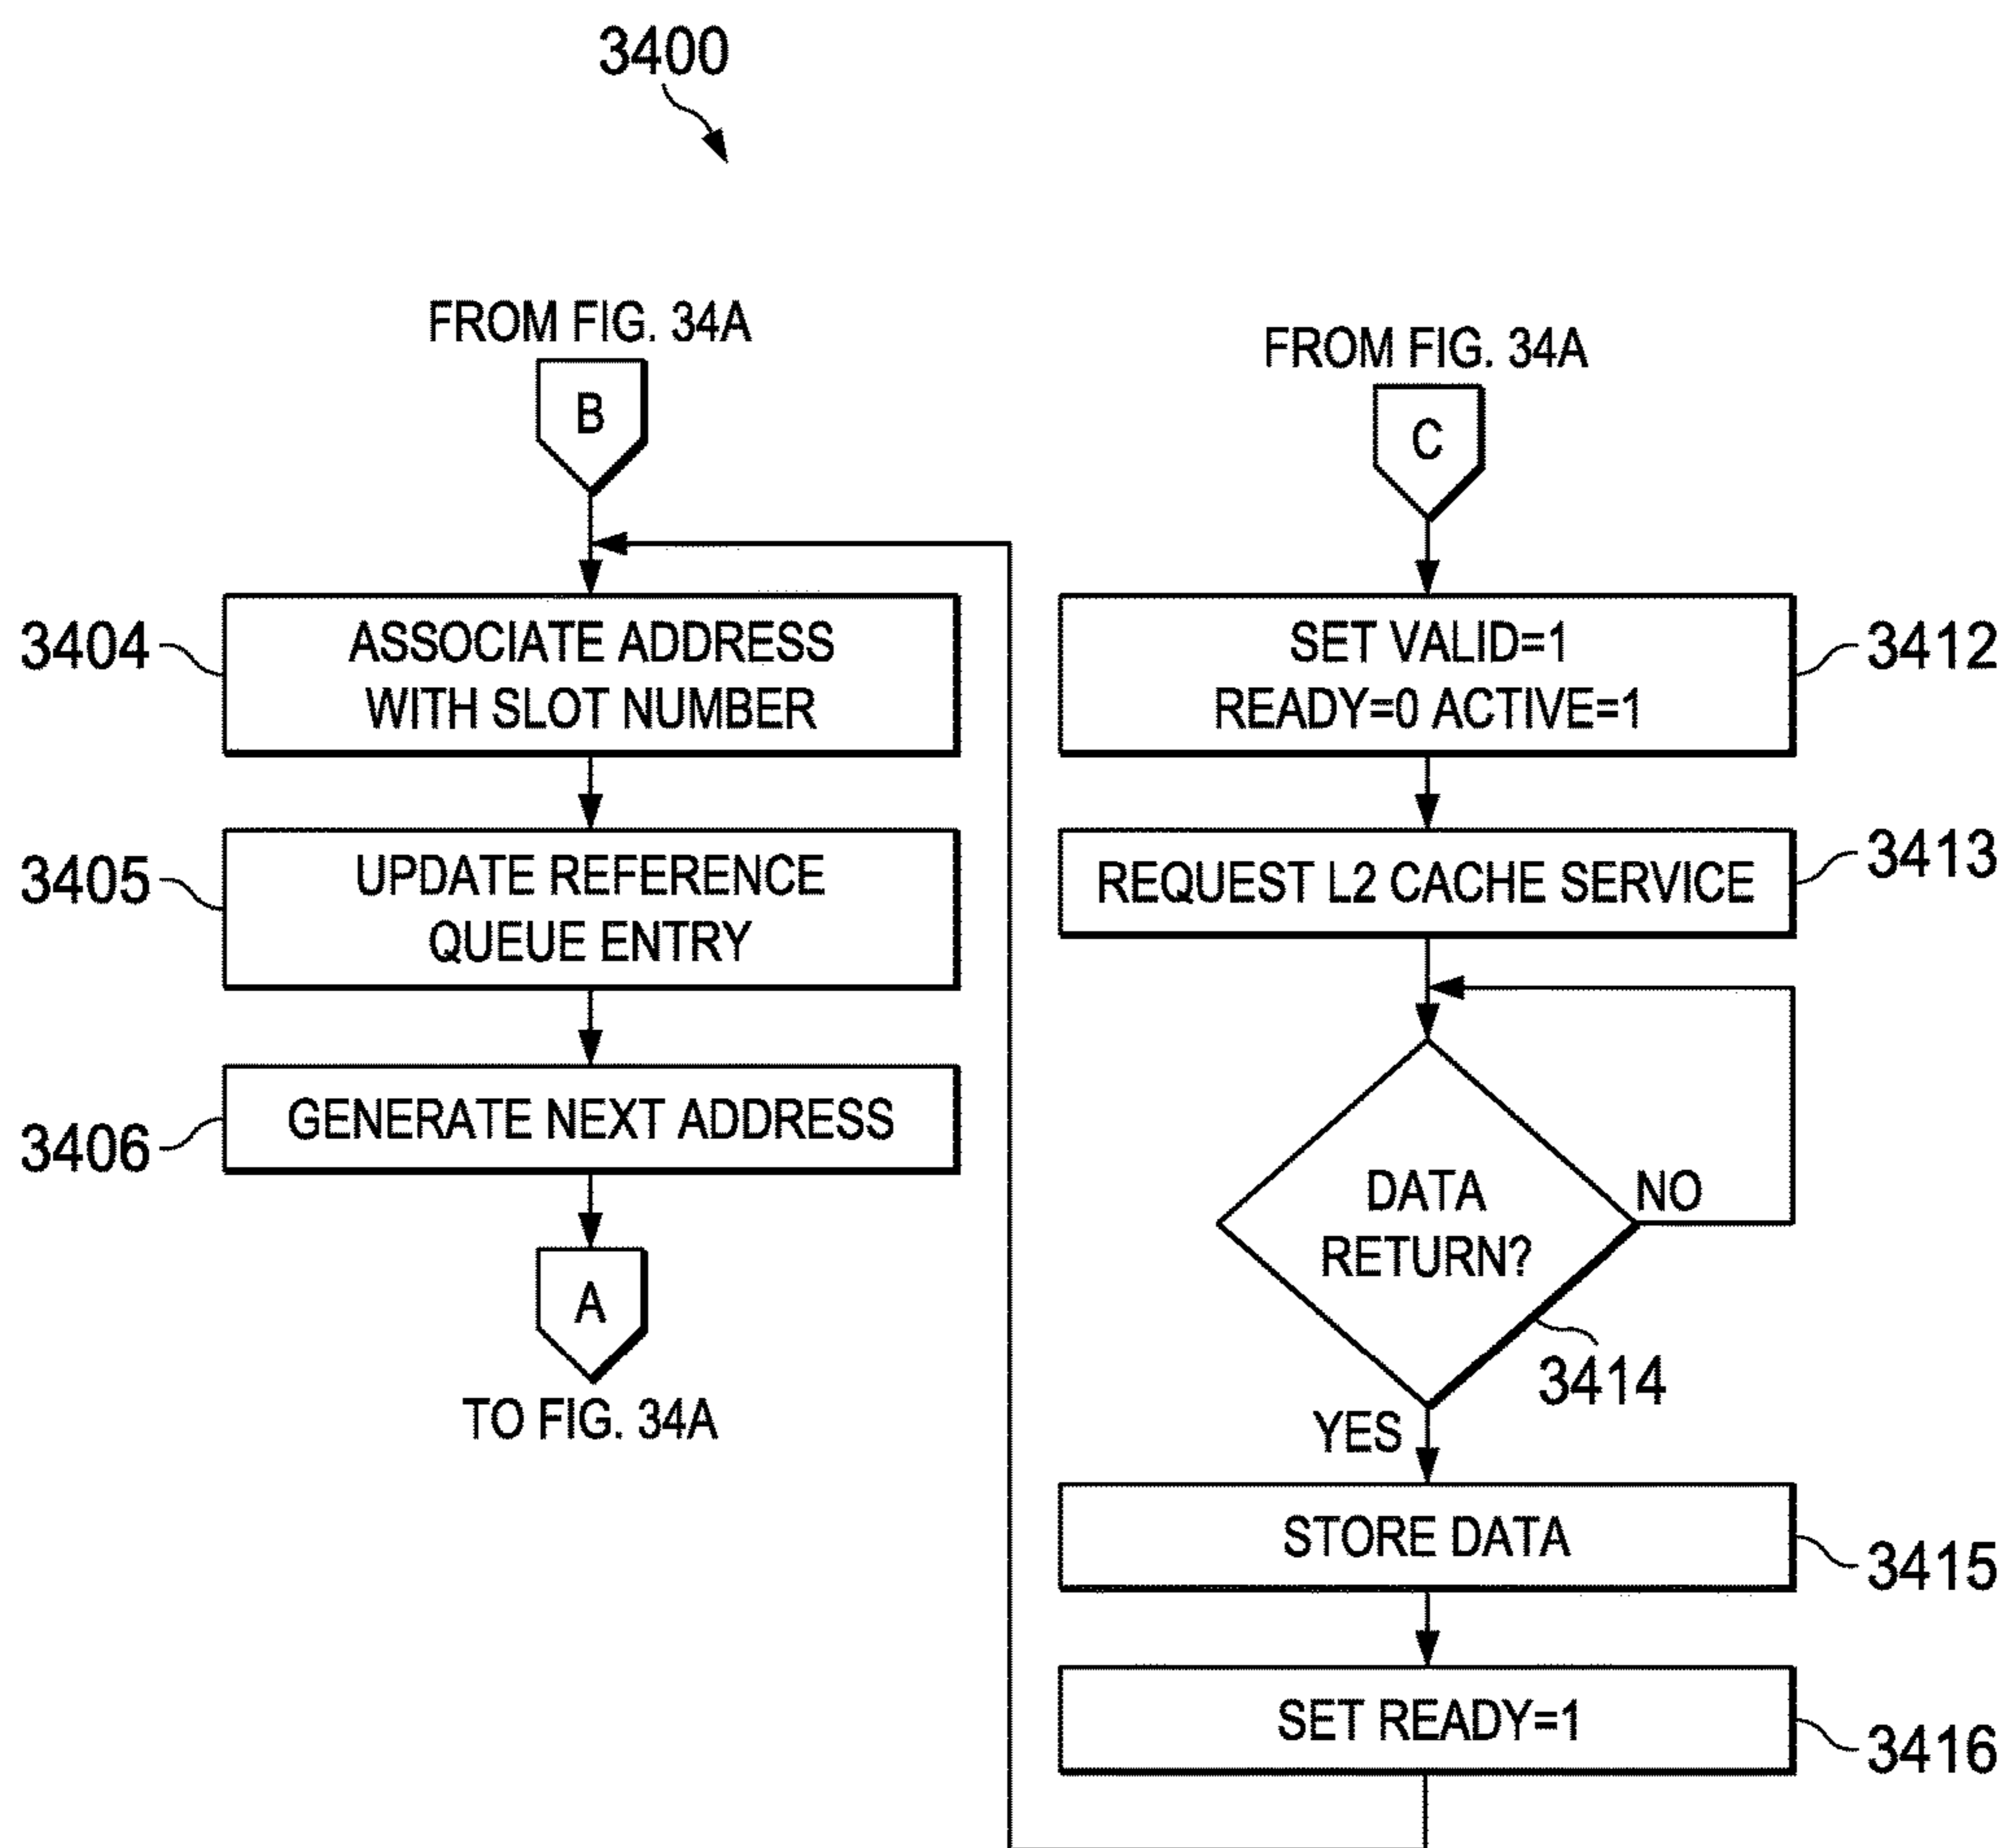 3400
FROM FIG. 34A
B
3404
ASSOCIATE ADDRESS
WITH SLOT NUMBER
3405
UPDATE REFERENCE
QUEUE ENTRY
3406
GENERATE NEXT ADDRESS
A
TO FIG. 34A
FROM FIG. 34A
C
SET VALID=1
READY=0 ACTIVE=1
3412
REQUEST L2 CACHE SERVICE
3413
DATA
RETURN?
NO
3414
YES
STORE DATA
3415
SET READY=1
3416